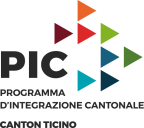 PIC
PROGRAMMA
D'INTEGRAZIONE CANTONALE
CANTON TICINO